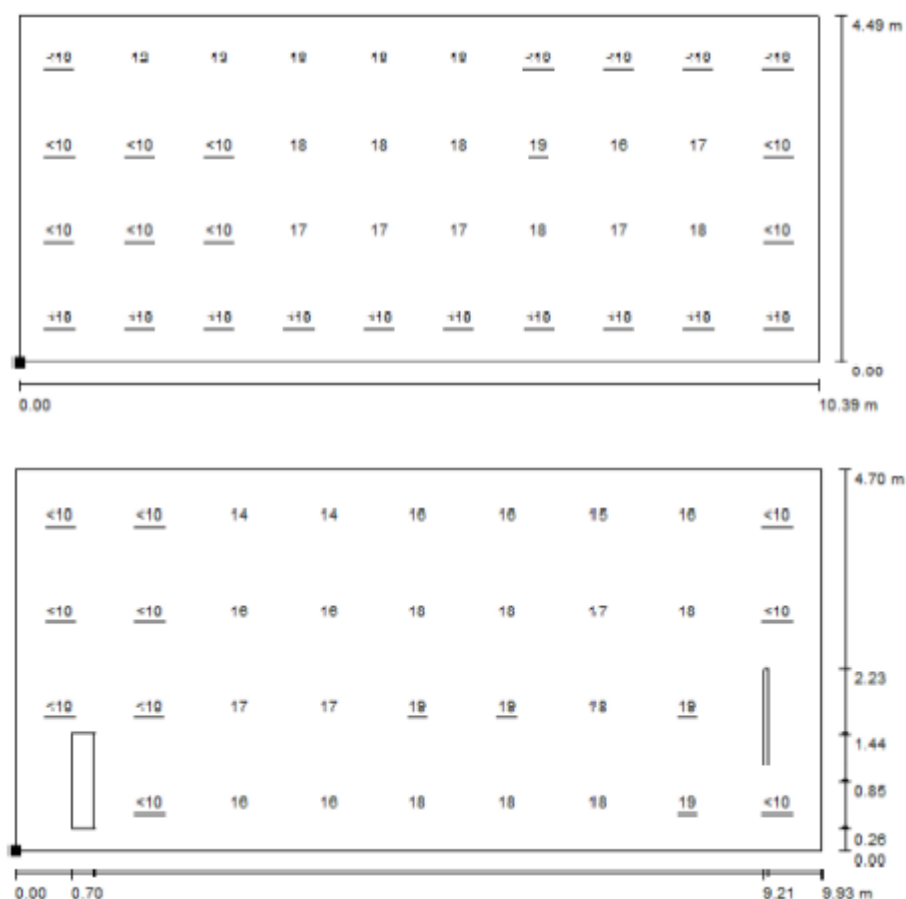 4.49 m
<10 <10 <10 <10 <10
<10 <10 <10 18 18 18 19 16 17 <10
<10 <10 <10 17 17 17 18 17 18 <10
<10 <10 <10 <10 <10 <10 <10 <10 <10 <10
0.00
0.00 10.39 m
4.70 m
<10 <10 14 14 16 16 15 16 <10
<10 <10 16 16 18 18 17 18 <10
2.23
<10 <10 17 17 19 19 18 19
1.44
0.85
<10 16 16 18 18 18 19 <10
0.26
0.00
0.00 0.70 9.21 9.93 m